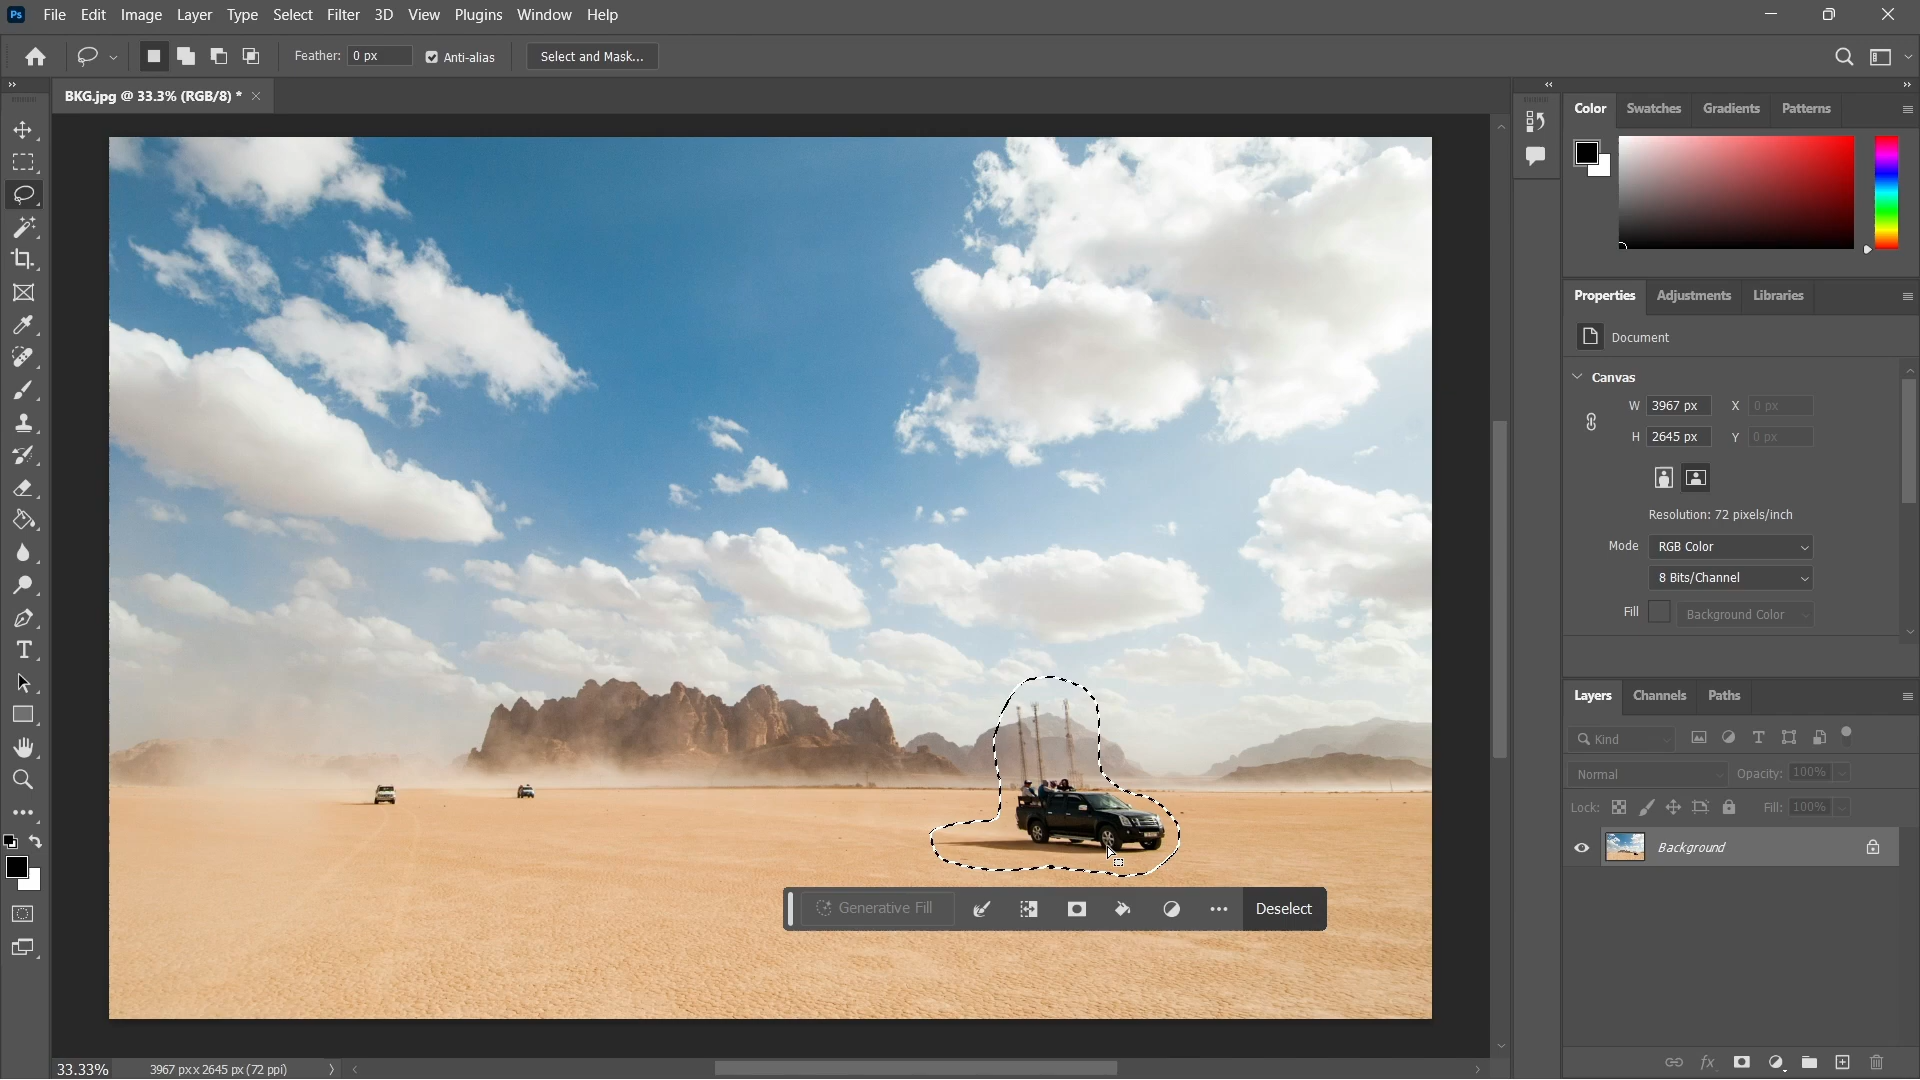 Ps File Edit Image Layer Type Select Filter 3D View Plugins Window Help
Feather: 0 px Anti-alias Select and Mask...
BKG.jpg @ 33.3% (RGB/8) *
Color Swatches Gradients Patterns
Properties Adjustments Libraries
Document
Canvas
W 3967 px X 0 px
H 2645 px Y 0 px
Resolution: 72 pixels/inch
Mode RGB Color
8 Bits/Channel
Fill Background Color
Layers Channels Paths
Kind
Normal Opacity: 100%
Lock: Fill: 100%
Background
Generative Fill Deselect
33.33% 3967 px x 2645 px (72 ppi)